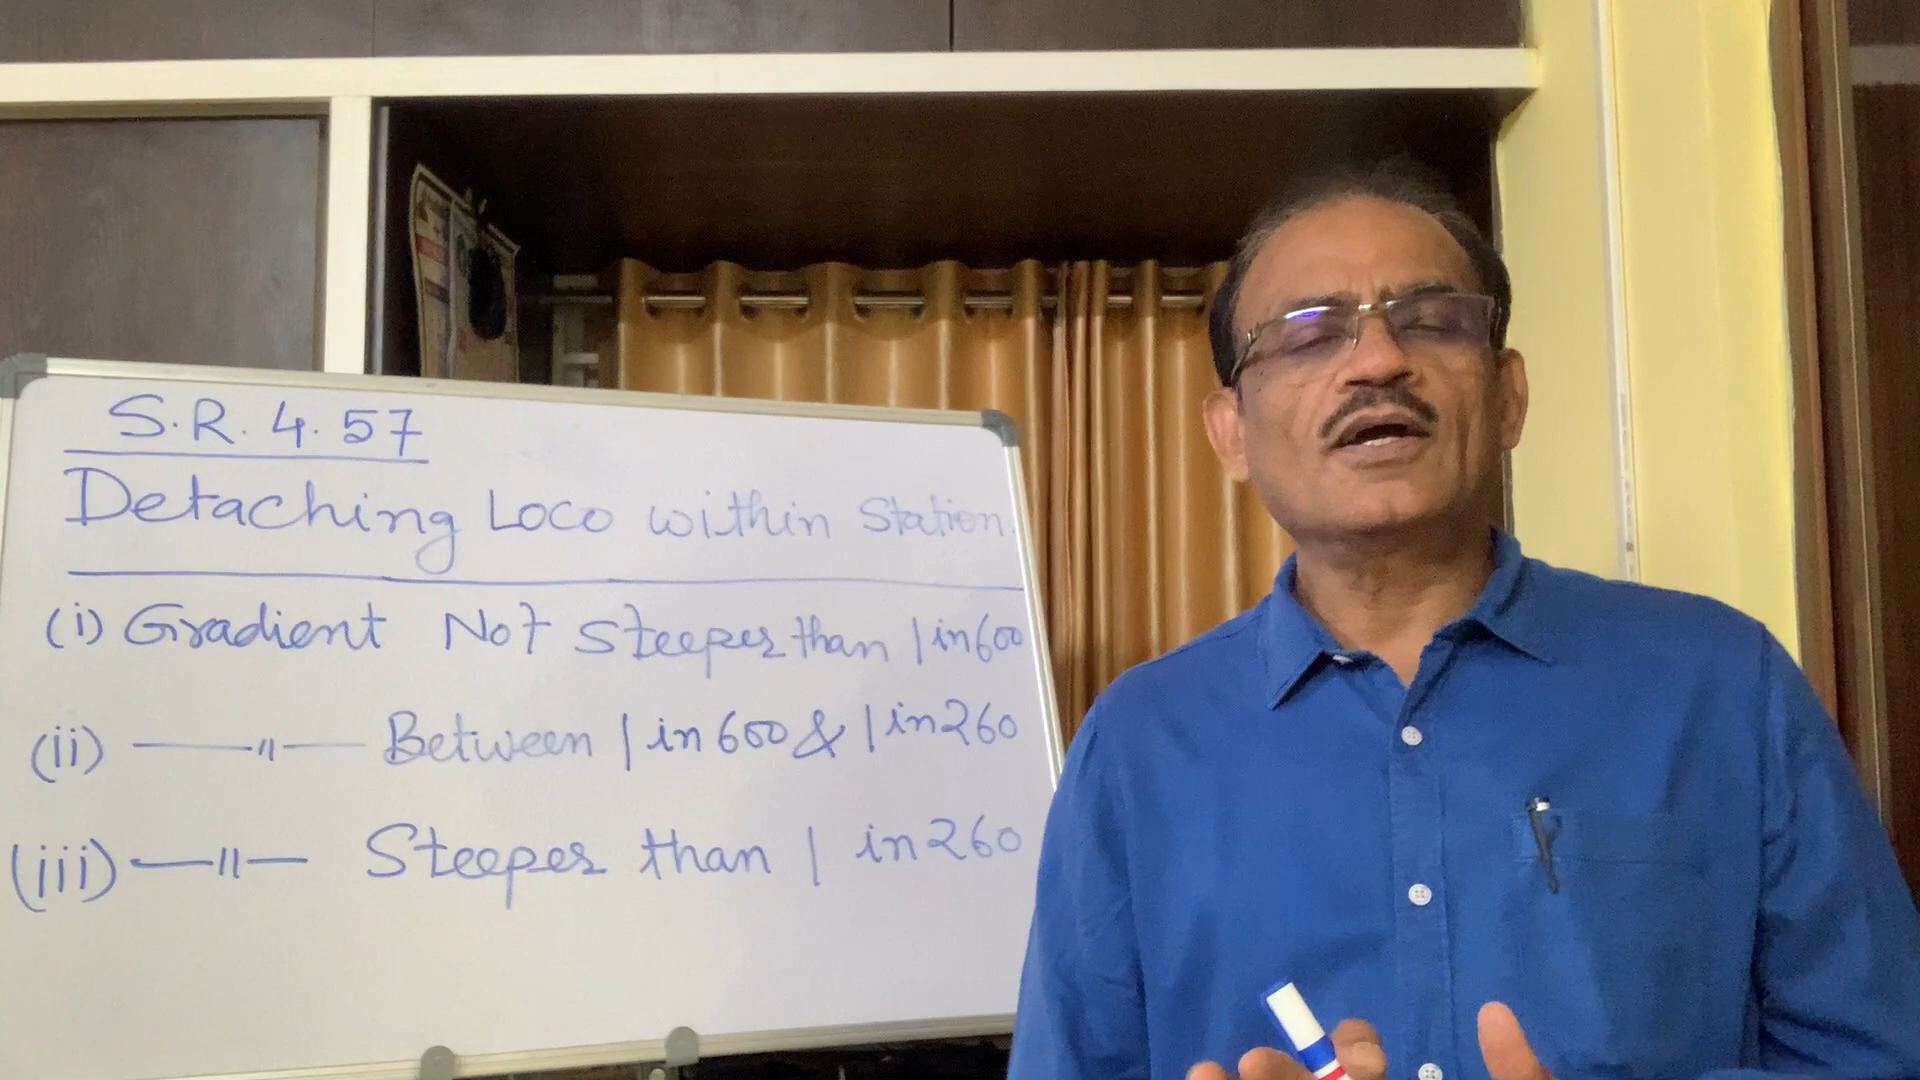 S.R. 4.57
Detaching Loco within Station.
(i) Gradient Not Steeper than 1 in 600
(ii) —〃— Between 1 in 600 & 1 in 260
(iii) —〃— Steeper than 1 in 260